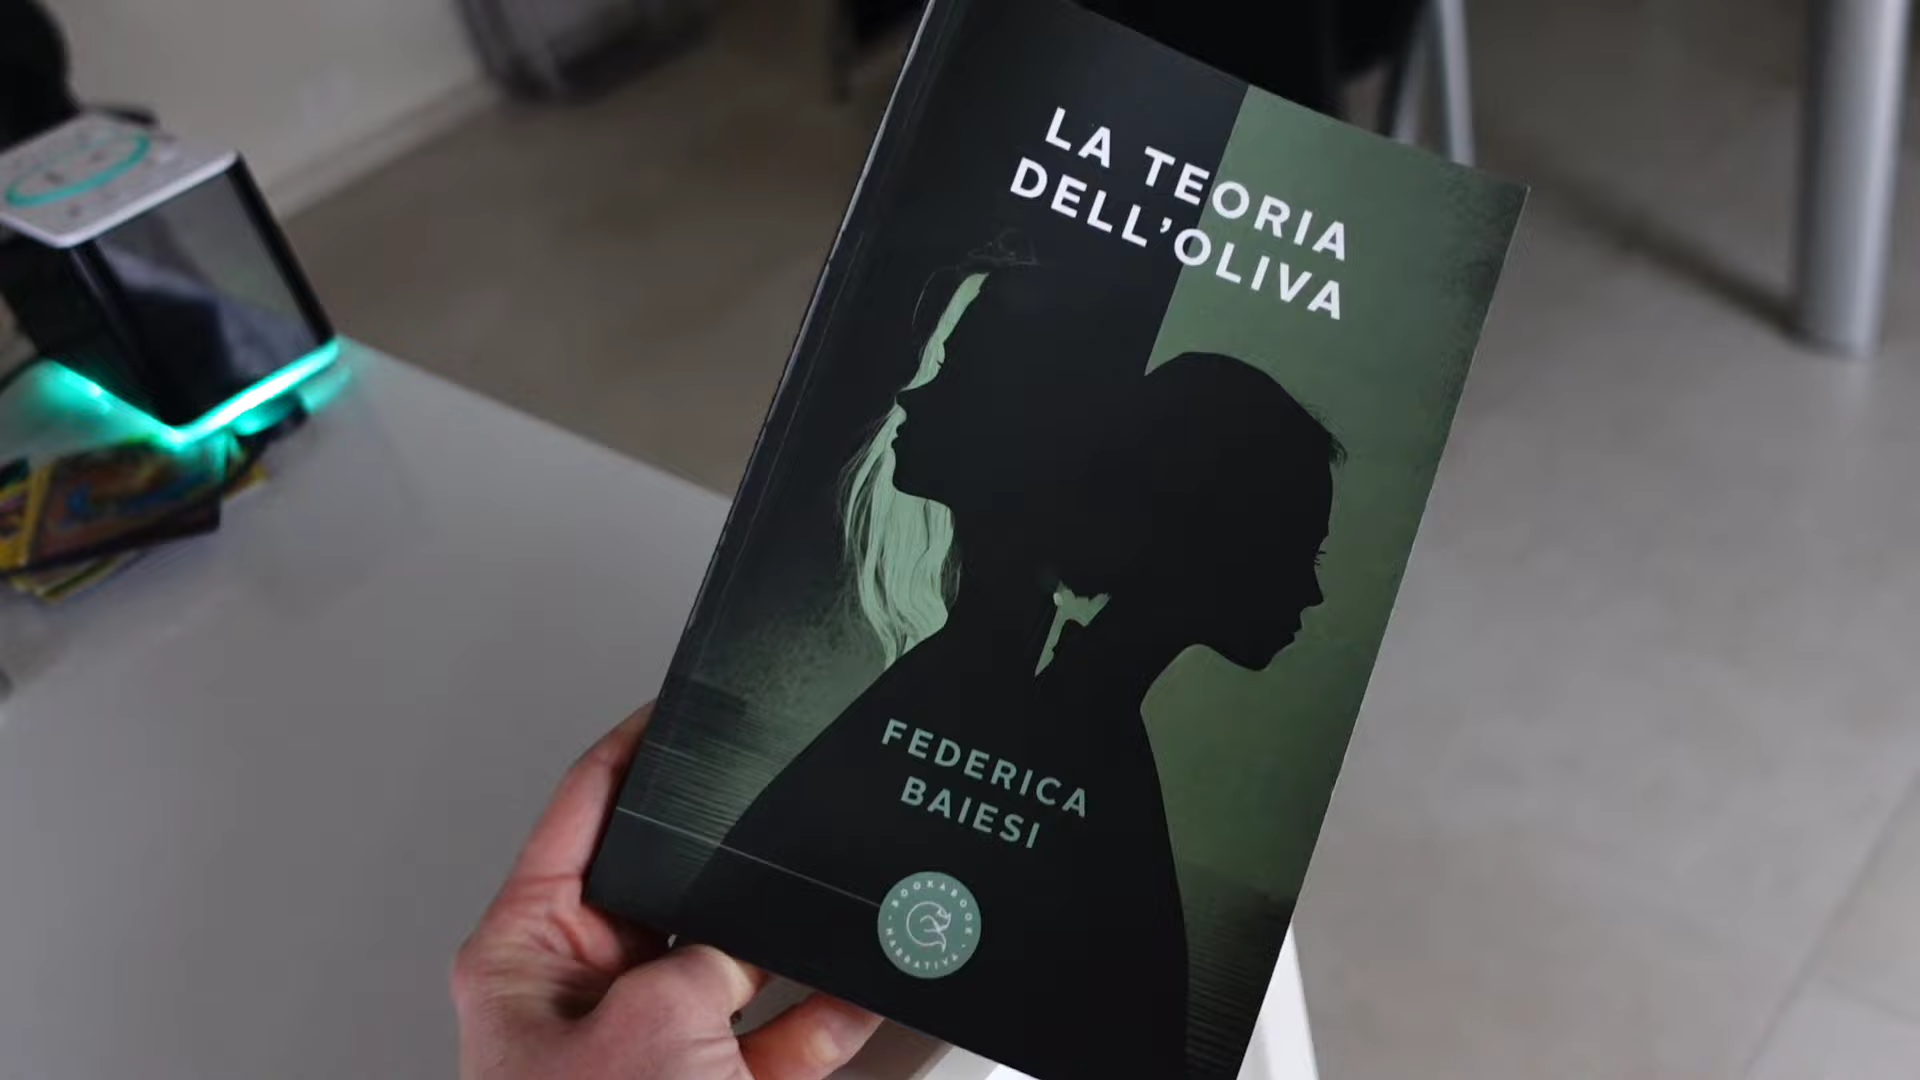 LA TEORIA
DELL'OLIVA
FEDERICA
BAIESI
BOOKABOOK
NARRATIVA